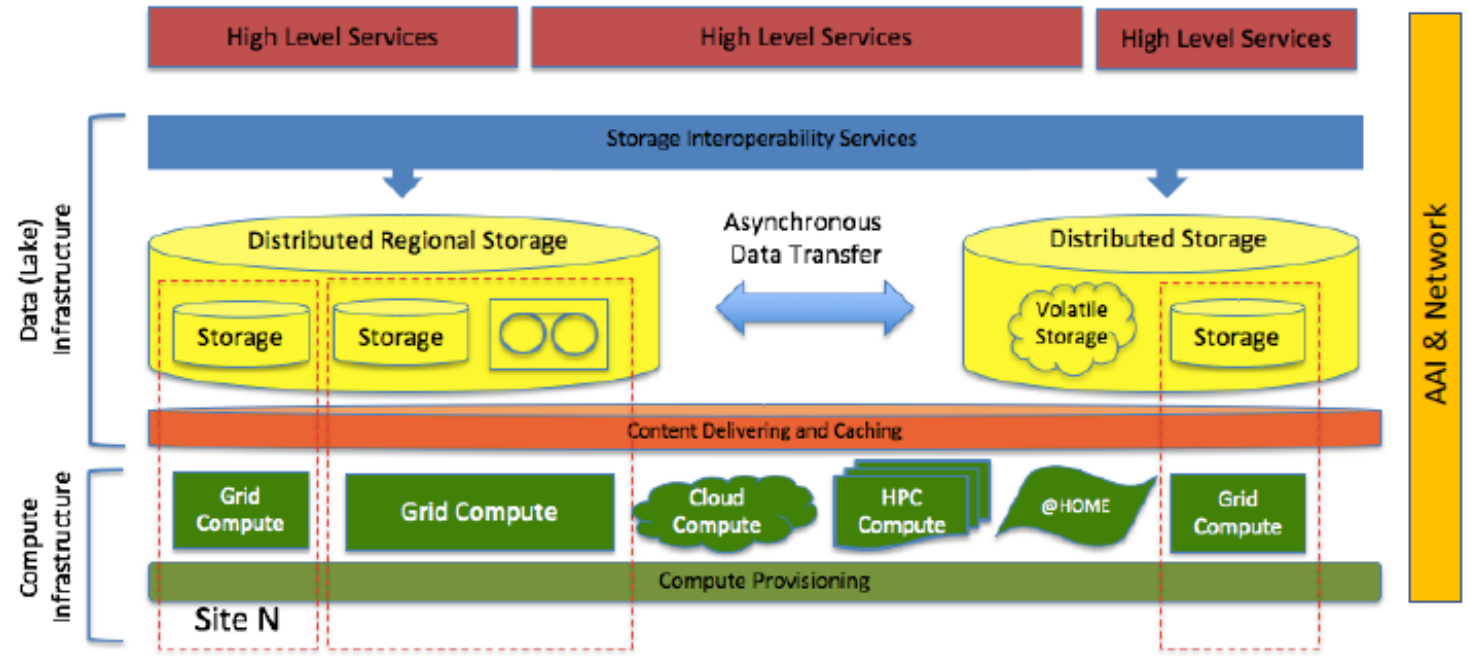 High Level Services
High Level Services
High Level Services
Storage Interoperability Services
Data (Lake)
Infrastructure
Distributed Regional Storage
Asynchronous
Data Transfer
Distributed Storage
Storage
Storage
Volatile
Storage
Storage
AAI & Network
Content Delivering and Caching
Compute
Infrastructure
Grid
Compute
Grid Compute
Cloud
Compute
HPC
Compute
@HOME
Grid
Compute
Compute Provisioning
Site N